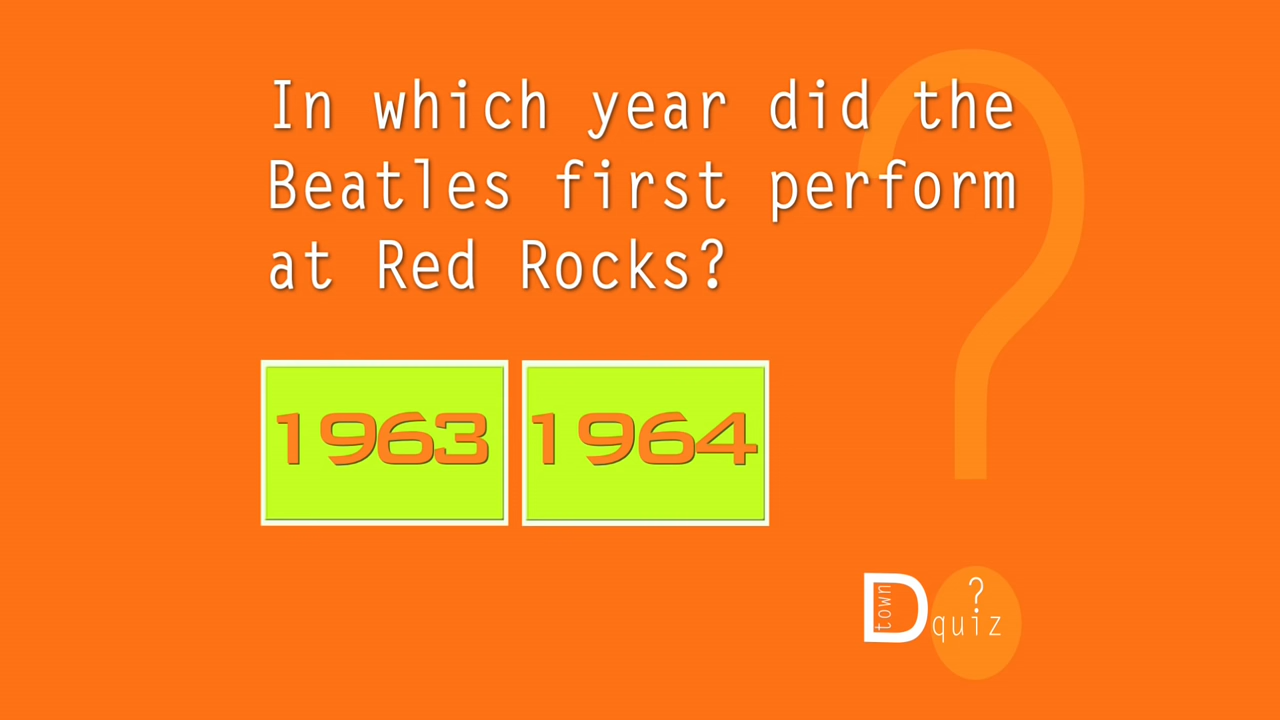 In which year did the
Beatles first perform
at Red Rocks?
1963 1964
D town quiz?